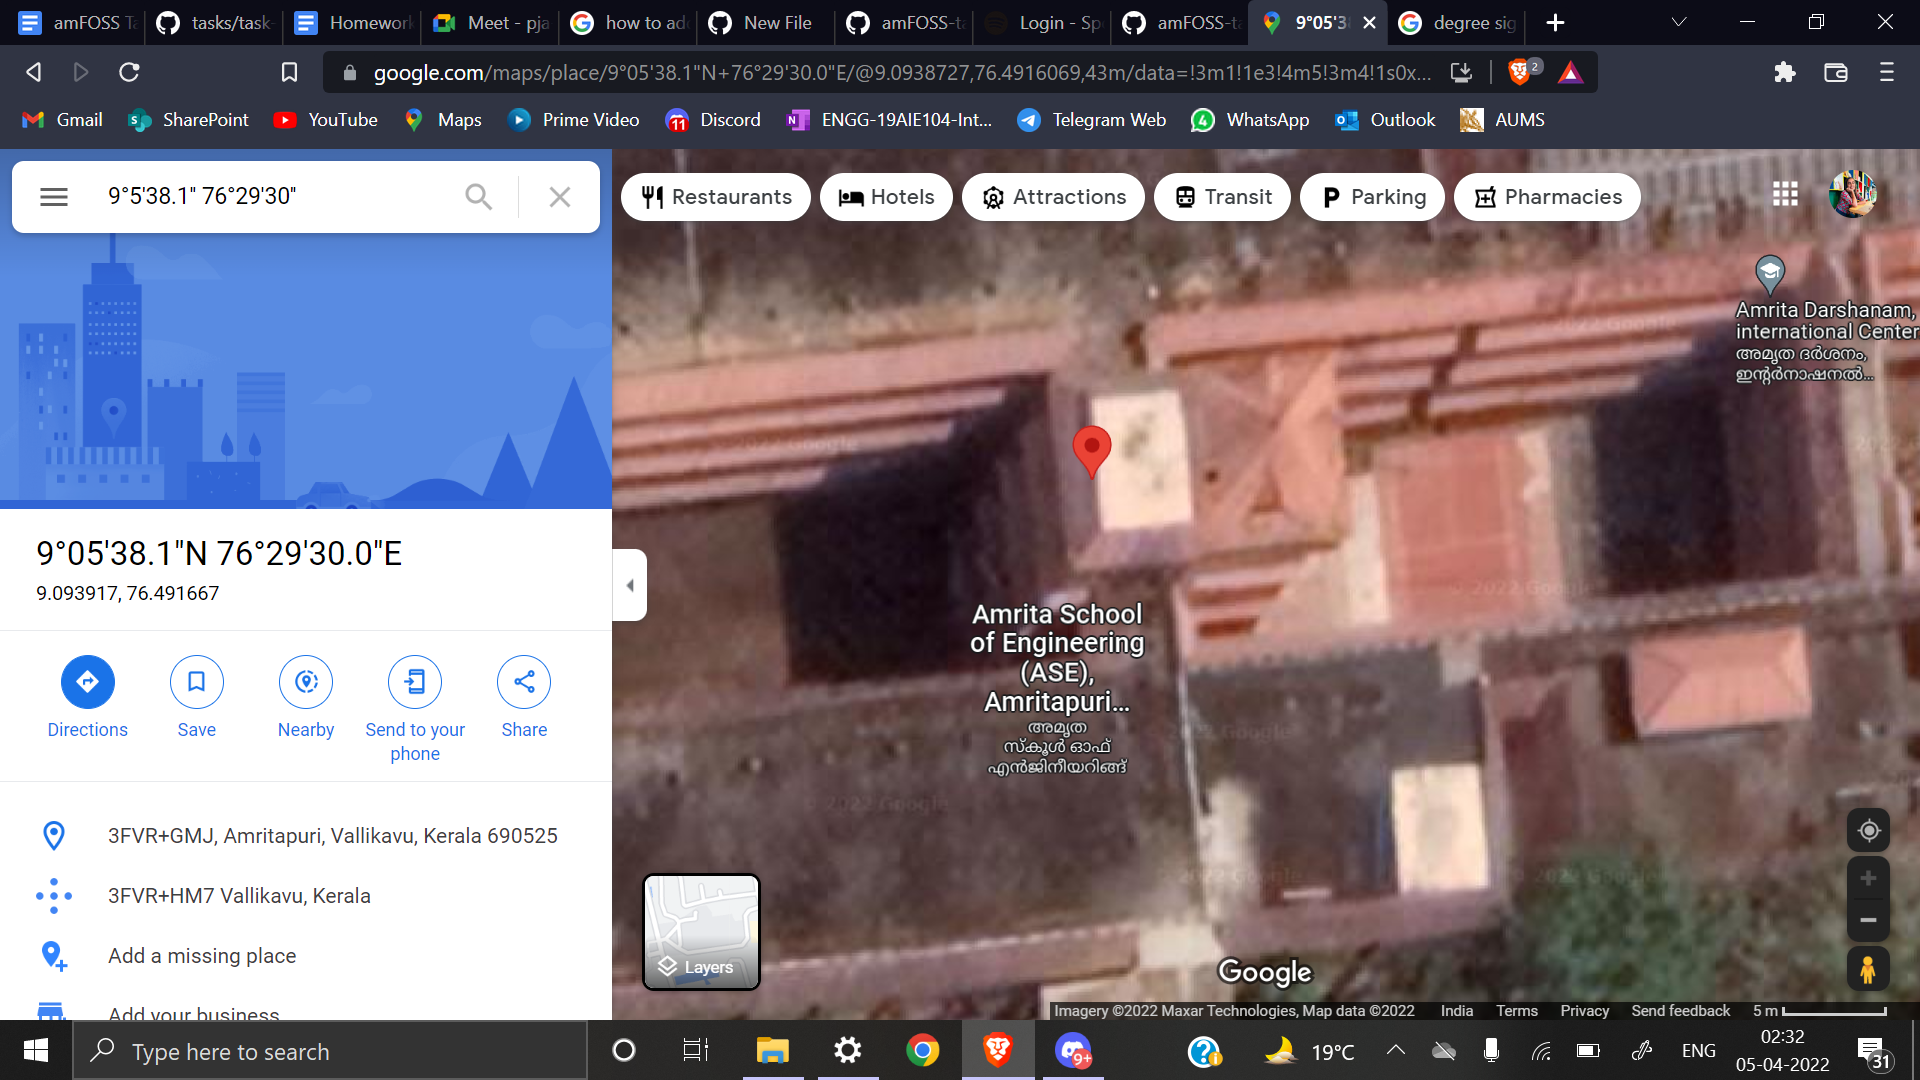 amFOSS Ta
tasks/task-
Homework
Meet - pja
how to add
New File
amFOSS-ta
Login - Sp
amFOSS-ta
9°05'38
degree sig
google.com/maps/place/9°05'38.1"N+76°29'30.0"E/@9.0938727,76.4916069,43m/data=!3m1!1e3!4m5!3m4!1s0x...
2
Gmail
SharePoint
YouTube
Maps
Prime Video
11
Discord
ENGG-19AIE104-Int...
Telegram Web
4
WhatsApp
Outlook
AUMS
9°5'38.1" 76°29'30"
Restaurants
Hotels
Attractions
Transit
Parking
Pharmacies
Amrita Darshanam,
international Center
അമൃത ദർശനം,
ഇന്റർനാഷനൽ...
9°05'38.1"N 76°29'30.0"E
9.093917, 76.491667
Directions
Save
Nearby
Send to your
phone
Share
Amrita School
of Engineering
(ASE),
Amritapuri...
അമൃത
സ്കൂൾ ഓഫ്
എൻജിനീയറിങ്ങ്
3FVR+GMJ, Amritapuri, Vallikavu, Kerala 690525
3FVR+HM7 Vallikavu, Kerala
Add a missing place
Add your business
Layers
Google
Imagery ©2022 Maxar Technologies, Map data ©2022
India
Terms
Privacy
Send feedback
5 m
Type here to search
9+
19°C
ENG
02:32
05-04-2022
31